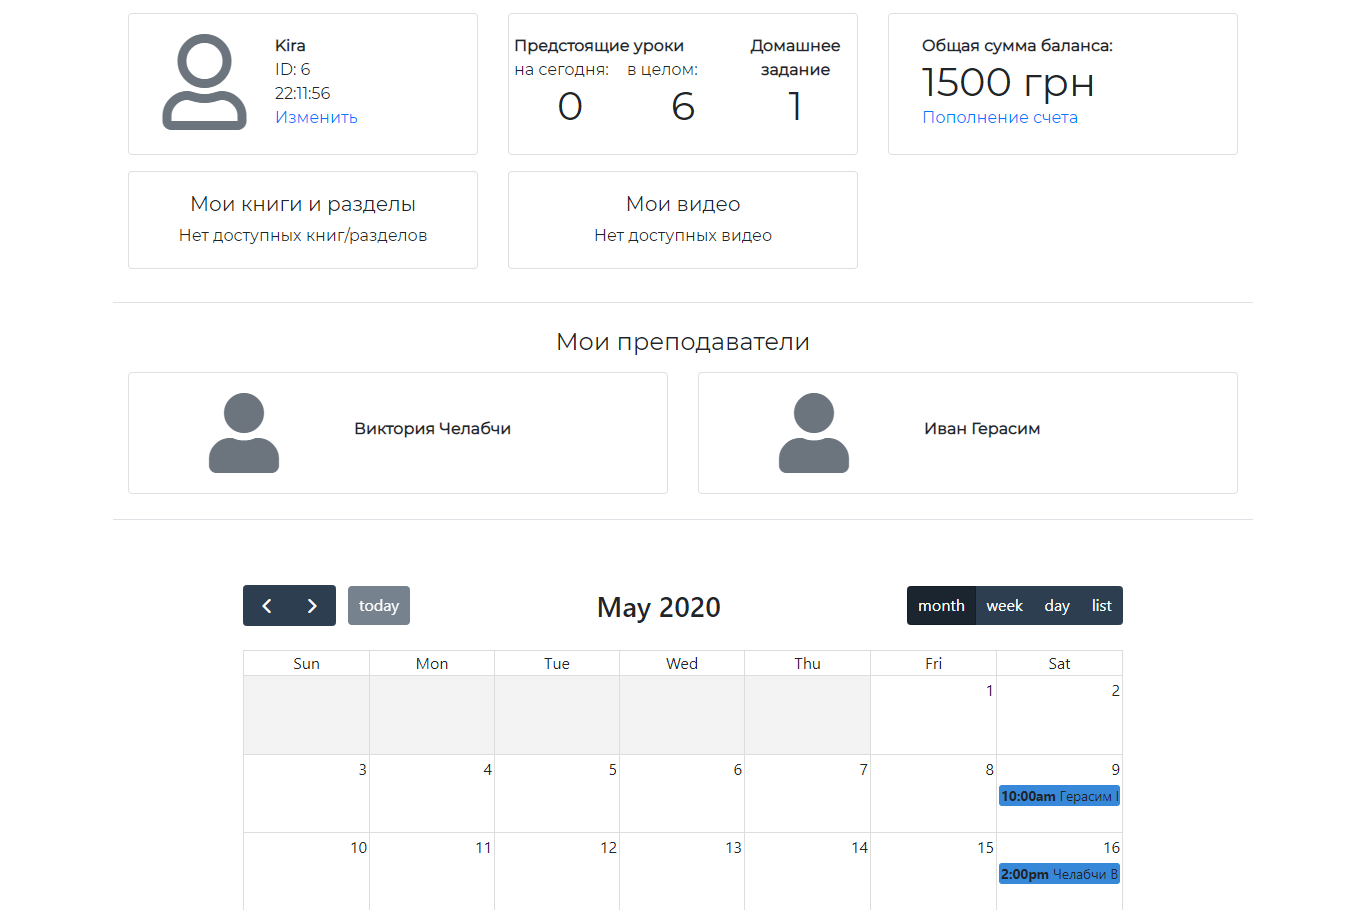 Kira
ID: 6
22:11:56
Изменить
Предстоящие уроки
на сегодня: в целом:
0 6
Домашнее
задание
1
Общая сумма баланса:
1500 грн
Пополнение счета
Мои книги и разделы
Нет доступных книг/разделов
Мои видео
Нет доступных видео
Мои преподаватели
Виктория Челабчи
Иван Герасим
today
May 2020
month week day list
Sun Mon Tue Wed Thu Fri Sat
1 2
3 4 5 6 7 8 9
10:00am Герасим
10 11 12 13 14 15 16
2:00pm Челабчи В